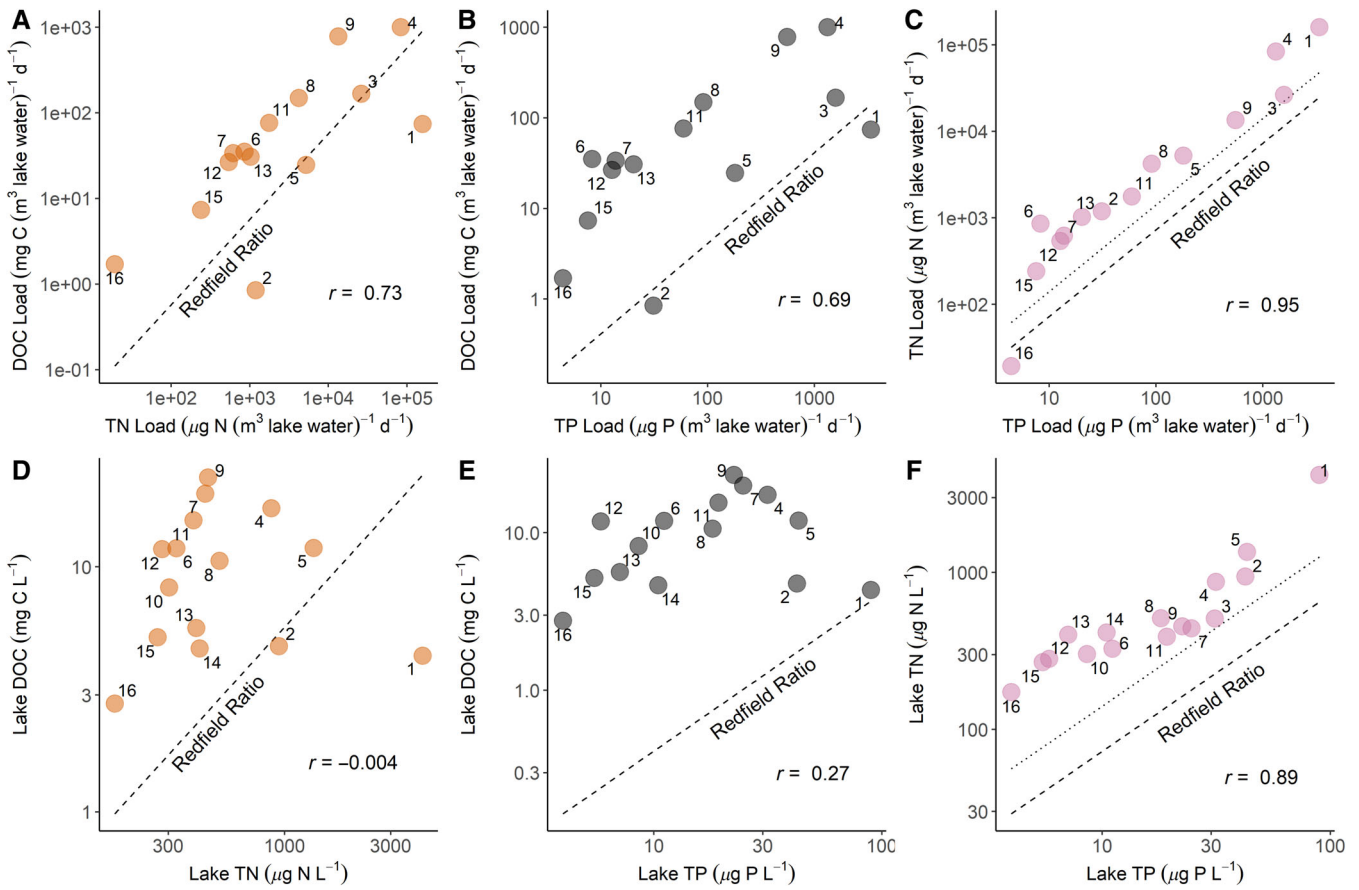 A
DOC Load (mg C (m³ lake water)⁻¹ d⁻¹)
1e+03
1e+02
1e+01
1e+00
1e-01
9
4
8
3
11
1
7
6
12
13
5
15
16
2
Redfield Ratio
r = 0.73
1e+02
1e+03
1e+04
1e+05
TN Load (μg N (m³ lake water)⁻¹ d⁻¹)
B
DOC Load (mg C (m³ lake water)⁻¹ d⁻¹)
1000
100
10
1
4
9
8
3
11
1
6
7
12
13
5
15
16
2
Redfield Ratio
r = 0.69
10
100
1000
TP Load (μg P (m³ lake water)⁻¹ d⁻¹)
C
TN Load (μg N (m³ lake water)⁻¹ d⁻¹)
1e+05
1e+04
1e+03
1e+02
4
1
9
3
8
5
11
6
13
2
7
12
15
16
Redfield Ratio
r = 0.95
10
100
1000
TP Load (μg P (m³ lake water)⁻¹ d⁻¹)
D
Lake DOC (mg C L⁻¹)
10
3
1
9
7
4
11
12
6
8
5
10
13
15
14
2
1
16
Redfield Ratio
r = −0.004
300
1000
3000
Lake TN (μg N L⁻¹)
E
Lake DOC (mg C L⁻¹)
10.0
3.0
1.0
0.3
9
7
4
12
6
11
5
10
8
13
15
14
2
1
16
Redfield Ratio
r = 0.27
10
30
100
Lake TP (μg P L⁻¹)
F
Lake TN (μg N L⁻¹)
3000
1000
300
100
30
1
5
2
4
8
9
3
13
14
12
6
11
7
15
10
16
Redfield Ratio
r = 0.89
10
30
100
Lake TP (μg P L⁻¹)